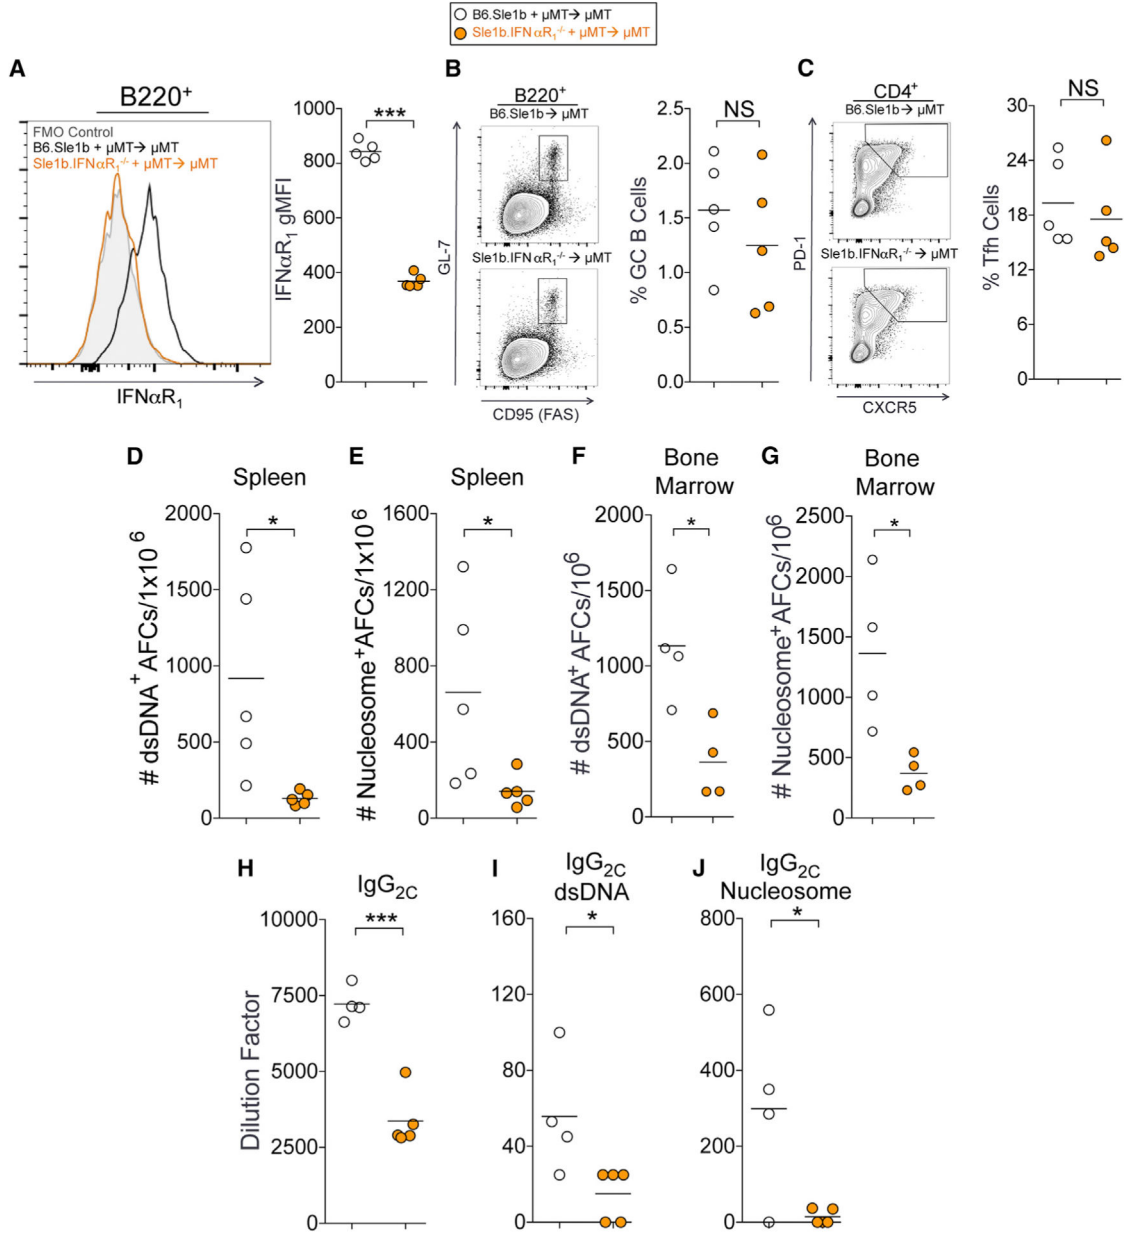 B6.Sle1b + µMT→ µMT
Sle1b.IFNαR1-/- + µMT→ µMT
A
B220+
FMO Control
B6.Sle1b + µMT→ µMT
Sle1b.IFNαR1-/- + µMT→ µMT
IFNαR1
IFNαR1 gMFI
1000
800
600
400
200
0
***
B
B220+
B6.Sle1b→ µMT
Sle1b.IFNαR1-/-→ µMT
GL-7
CD95 (FAS)
% GC B Cells
2.5
2.0
1.5
1.0
0.5
0.0
NS
C
CD4+
B6.Sle1b→ µMT
Sle1b.IFNαR1-/-→ µMT
PD-1
CXCR5
% Tfh Cells
30
24
18
12
6
0
NS
D
Spleen
# dsDNA+ AFCs/1x10 6
2000
1500
1000
500
0
*
E
Spleen
# Nucleosome+AFCs/1x10 6
1600
1200
800
400
0
*
F
Bone
Marrow
# dsDNA+ AFCs/106
2000
1500
1000
500
0
*
G
Bone
Marrow
# Nucleosome+AFCs/106
2500
2000
1500
1000
500
0
*
H
IgG2C
Dilution Factor
10000
7500
5000
2500
0
***
I
IgG2C
dsDNA
160
120
80
40
0
*
J
IgG2C
Nucleosome
800
600
400
200
0
*